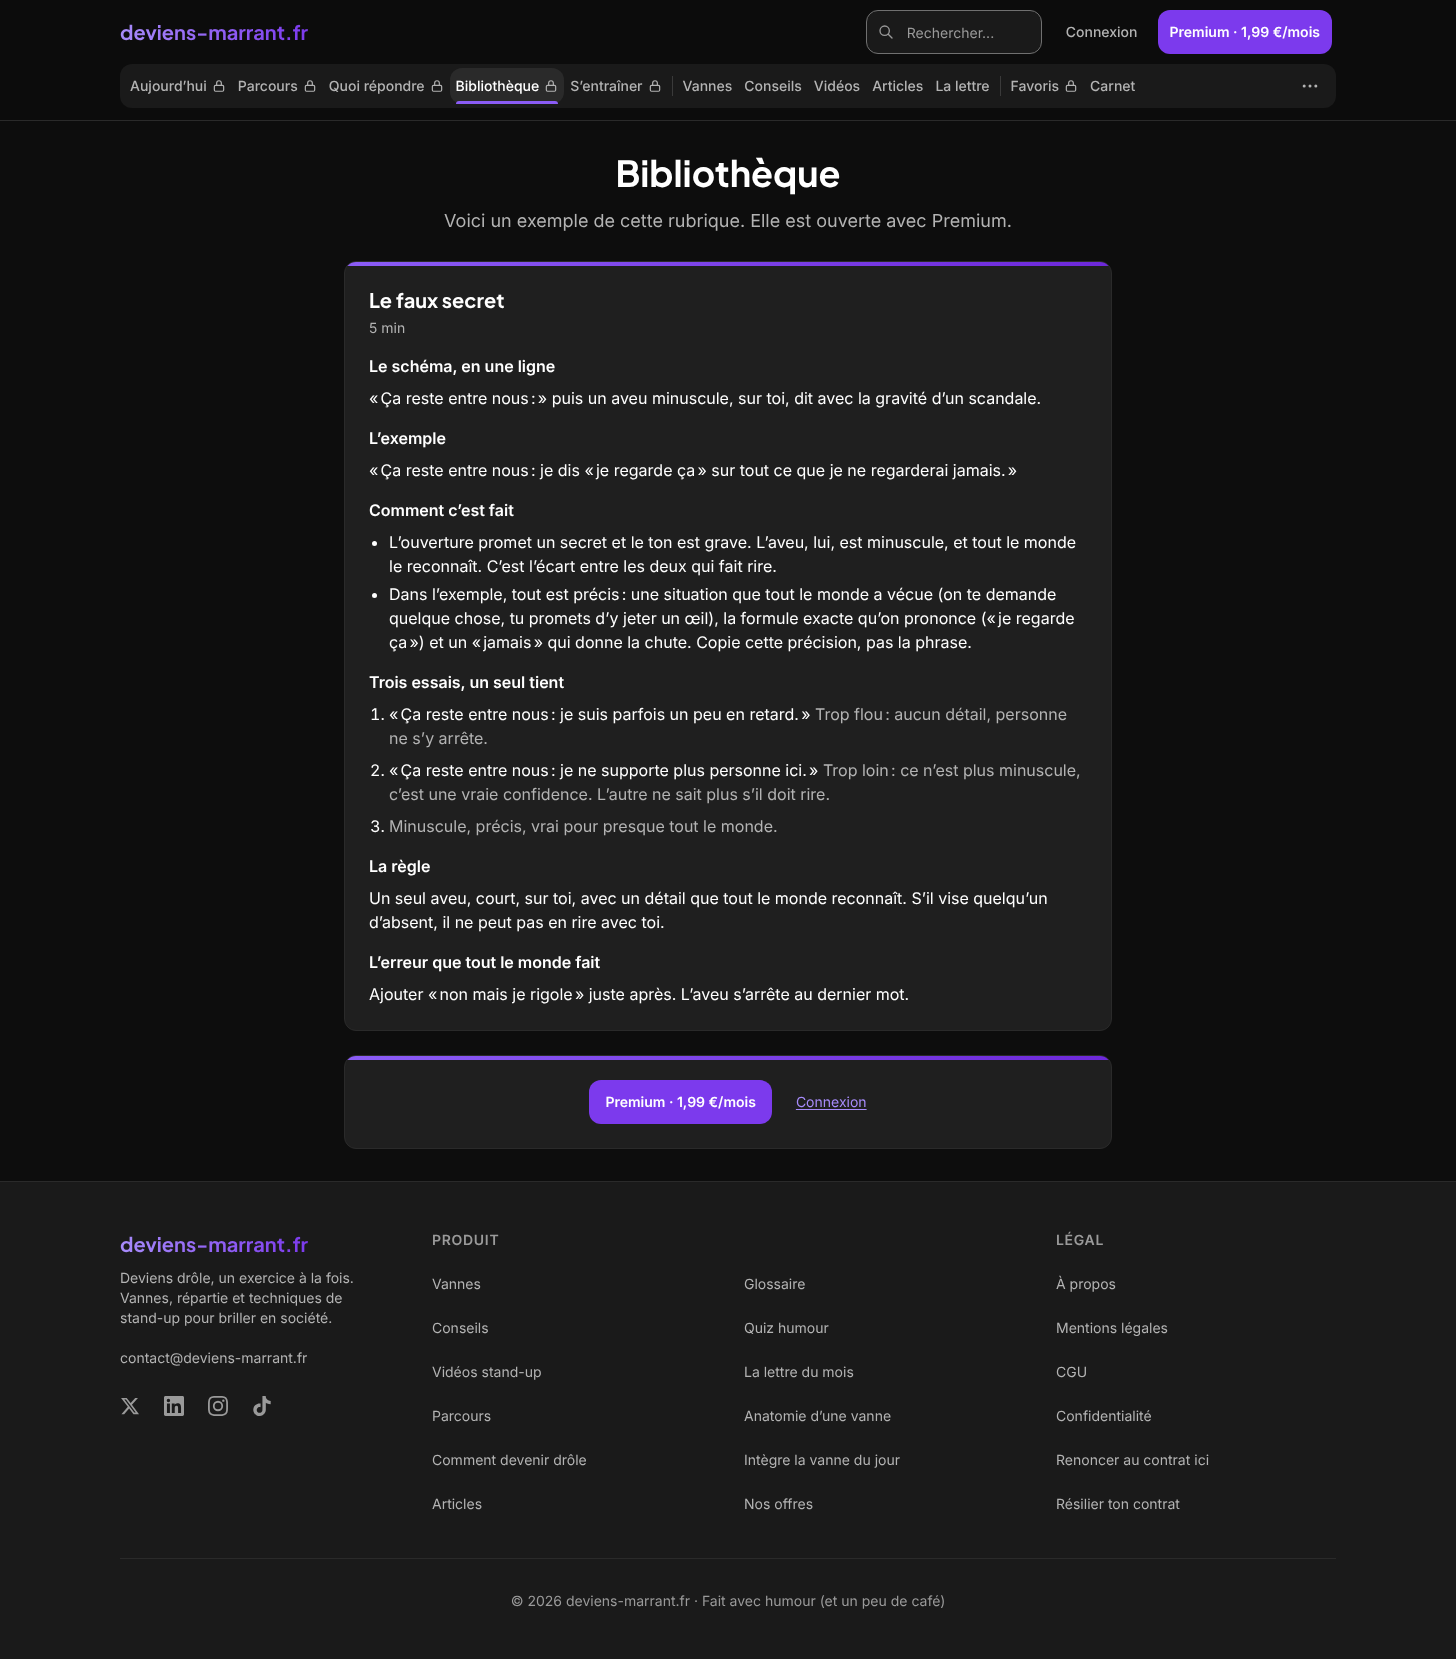 deviens-marrant.fr
Rechercher...
Connexion
Premium · 1,99 €/mois
Aujourd’hui
Parcours
Quoi répondre
Bibliothèque
S’entraîner
Vannes
Conseils
Vidéos
Articles
La lettre
Favoris
Carnet
Bibliothèque
Voici un exemple de cette rubrique. Elle est ouverte avec Premium.
Le faux secret
5 min
Le schéma, en une ligne
« Ça reste entre nous : » puis un aveu minuscule, sur toi, dit avec la gravité d’un scandale.
L’exemple
« Ça reste entre nous : je dis « je regarde ça » sur tout ce que je ne regarderai jamais. »
Comment c’est fait
• L’ouverture promet un secret et le ton est grave. L’aveu, lui, est minuscule, et tout le monde
le reconnaît. C’est l’écart entre les deux qui fait rire.
• Dans l’exemple, tout est précis : une situation que tout le monde a vécue (on te demande
quelque chose, tu promets d’y jeter un œil), la formule exacte qu’on prononce (« je regarde
ça ») et un « jamais » qui donne la chute. Copie cette précision, pas la phrase.
Trois essais, un seul tient
1. « Ça reste entre nous : je suis parfois un peu en retard. » Trop flou : aucun détail, personne
ne s’y arrête.
2. « Ça reste entre nous : je ne supporte plus personne ici. » Trop loin : ce n’est plus minuscule,
c’est une vraie confidence. L’autre ne sait plus s’il doit rire.
3. Minuscule, précis, vrai pour presque tout le monde.
La règle
Un seul aveu, court, sur toi, avec un détail que tout le monde reconnaît. S’il vise quelqu’un
d’absent, il ne peut pas en rire avec toi.
L’erreur que tout le monde fait
Ajouter « non mais je rigole » juste après. L’aveu s’arrête au dernier mot.
Premium · 1,99 €/mois
Connexion
deviens-marrant.fr
Deviens drôle, un exercice à la fois.
Vannes, répartie et techniques de
stand-up pour briller en société.
contact@deviens-marrant.fr
PRODUIT
Vannes
Conseils
Vidéos stand-up
Parcours
Comment devenir drôle
Articles
Glossaire
Quiz humour
La lettre du mois
Anatomie d’une vanne
Intègre la vanne du jour
Nos offres
LÉGAL
À propos
Mentions légales
CGU
Confidentialité
Renoncer au contrat ici
Résilier ton contrat
© 2026 deviens-marrant.fr · Fait avec humour (et un peu de café)